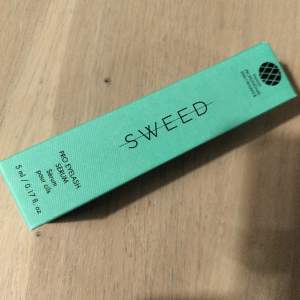 SWEED
PRO EYELASH
SERUM
Sérum
pour cils
5 ml / 0.17 fl. oz